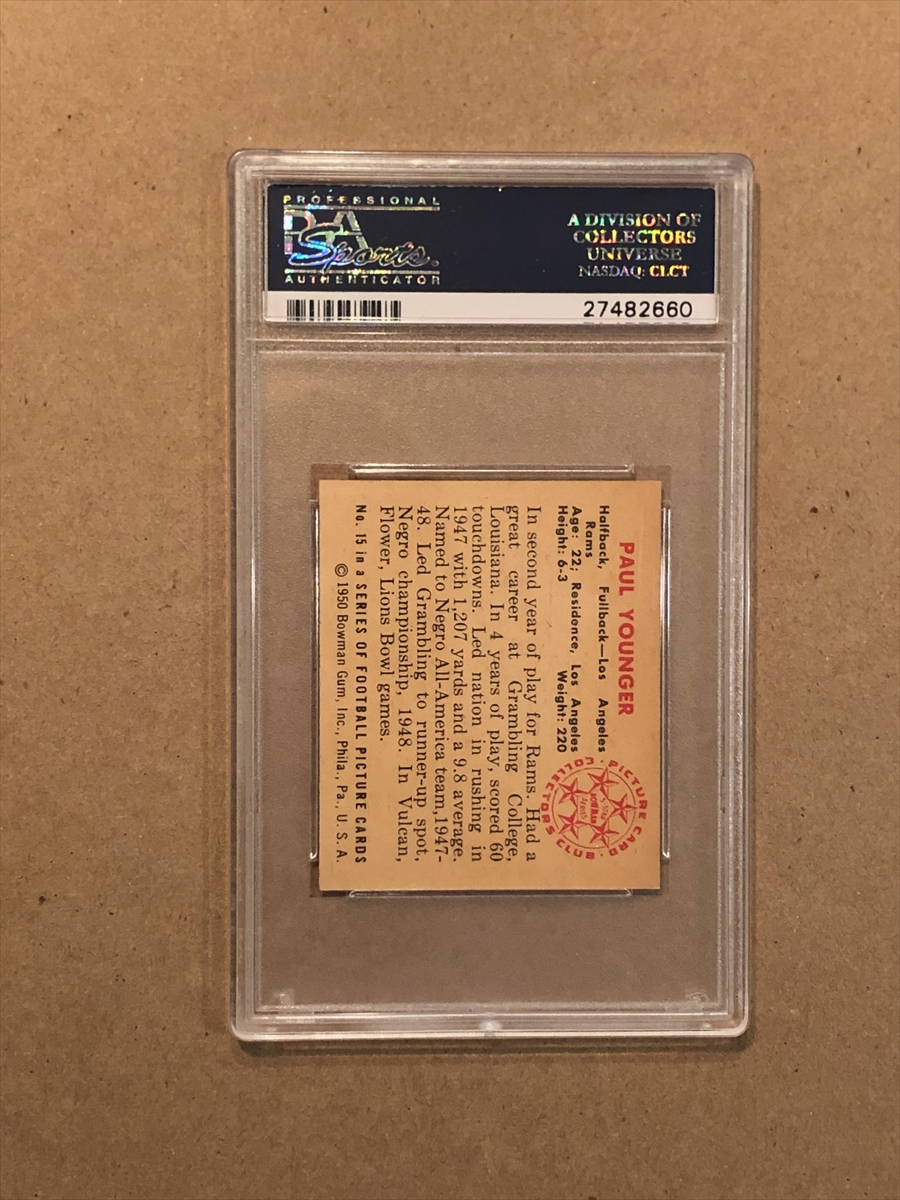 PROFESSIONAL
PSA
Sports.
AUTHENTICATOR
A DIVISION OF
COLLECTORS
UNIVERSE
NASDAQ: CLCT
27482660
PAUL YOUNGER
Halfback, Fullback—Los Angeles
Rams
Age: 22; Residence, Los Angeles
Height: 6-3 Weight: 220
PICTURE CARD COLLECTORS CLUB
5 STAR
BOWMAN
SERIES
In second year of play for Rams. Had a
great career at Grambling College,
Louisiana. In 4 years of play, scored 60
touchdowns. Led nation in rushing in
1947 with 1,207 yards and a 9.8 average.
Named to Negro All-America team, 1947-
48. Led Grambling to runner-up spot,
Negro championship, 1948. In Vulcan,
Flower, Lions Bowl games.
No. 15 in a SERIES OF FOOTBALL PICTURE CARDS
© 1950 Bowman Gum, Inc., Phila., Pa., U. S. A.